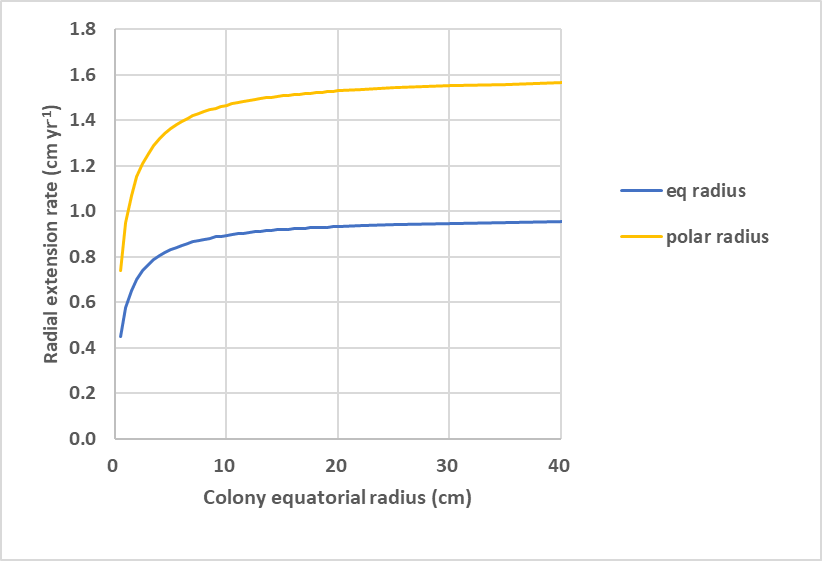 1.8
1.6
1.4
1.2
1.0
0.8
0.6
0.4
0.2
0.0
Radial extension rate (cm yr-1)
0 10 20 30 40
Colony equatorial radius (cm)
eq radius
polar radius